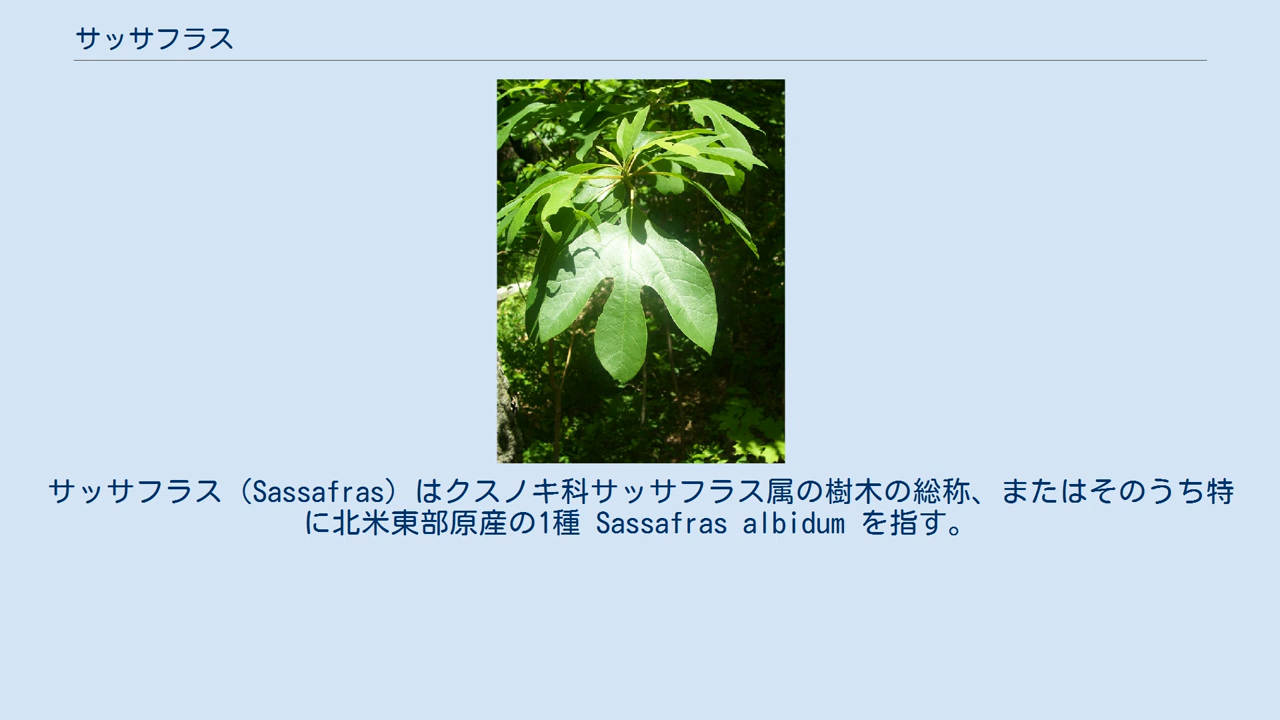 サッサフラス
サッサフラス（Sassafras）はクスノキ科サッサフラス属の樹木の総称、またはそのうち特
に北米東部原産の1種 Sassafras albidum を指す。